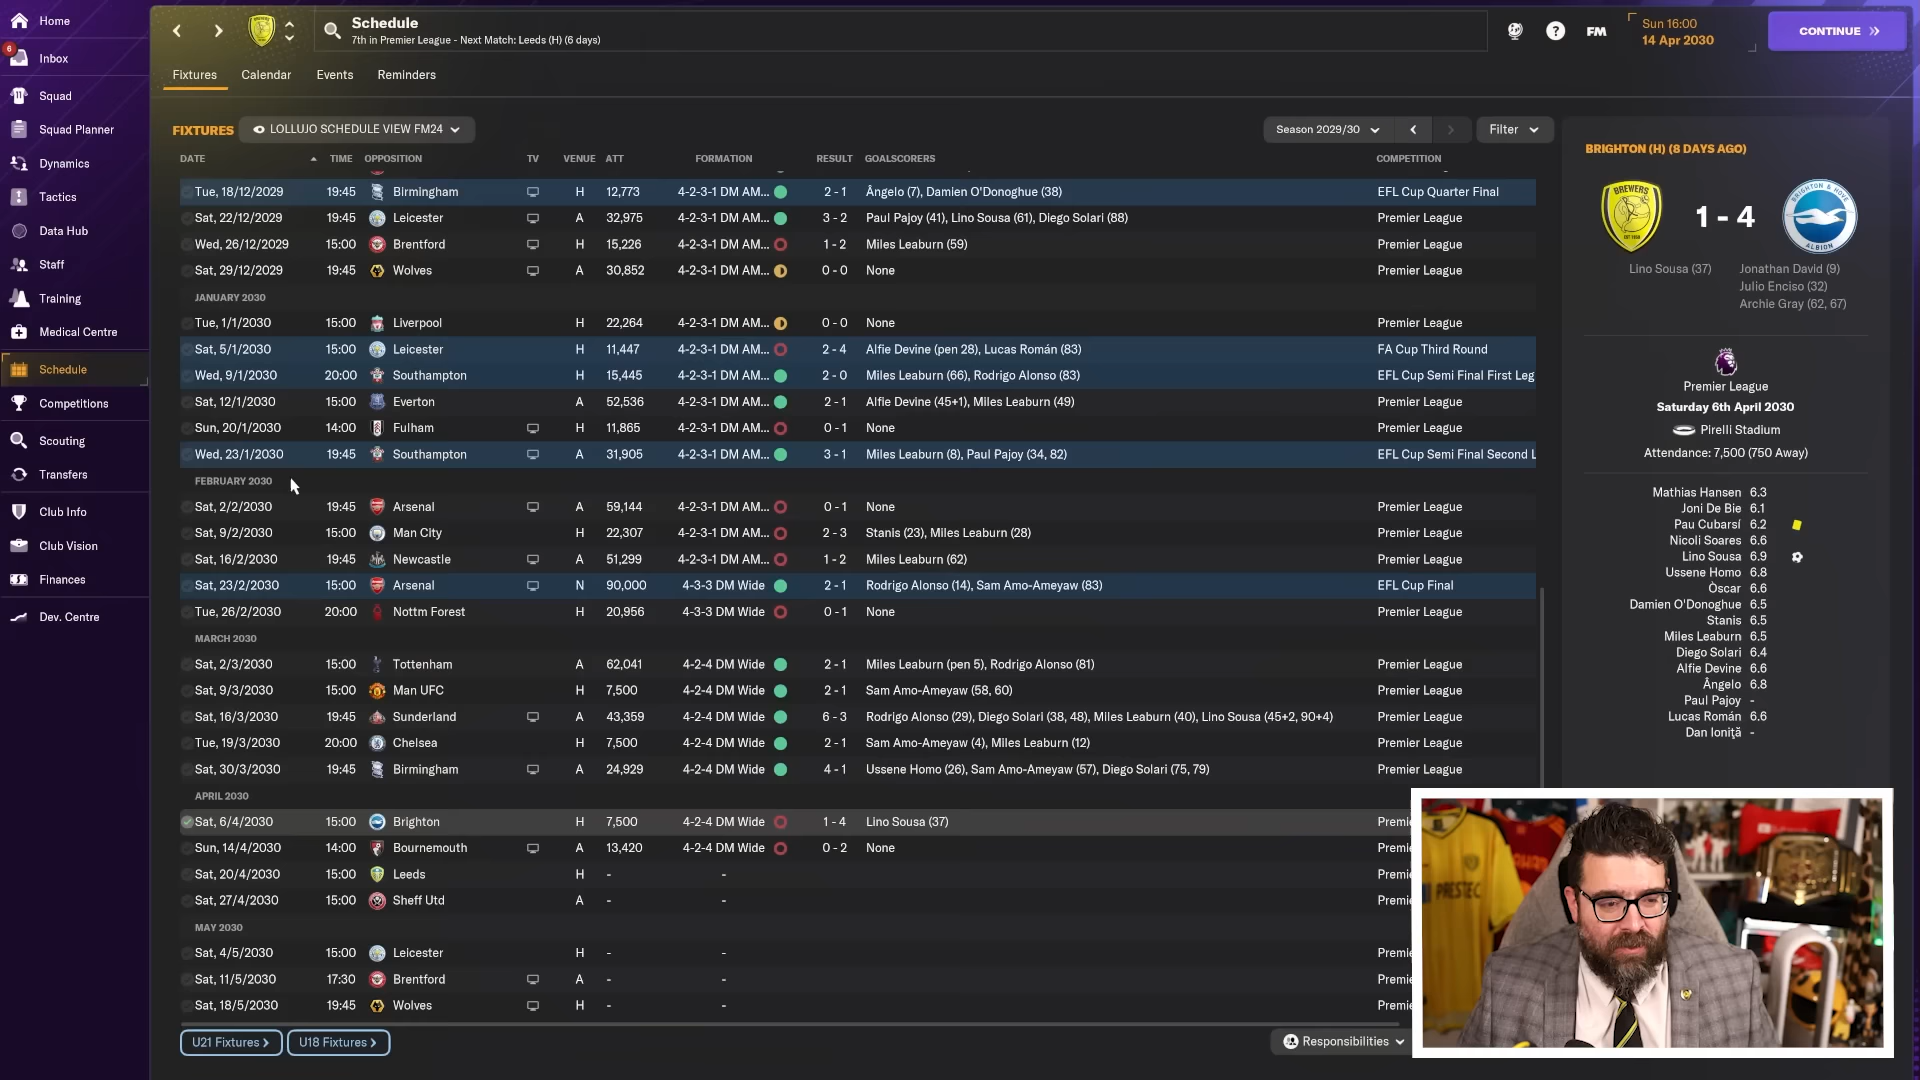 Home
6
Inbox
Squad
Squad Planner
Dynamics
Tactics
Data Hub
Staff
Training
Medical Centre
Schedule
Competitions
Scouting
Transfers
Club Info
Club Vision
Finances
Dev. Centre
Schedule
7th in Premier League - Next Match: Leeds (H) (6 days)
FM
Sun 16:00
14 Apr 2030
CONTINUE
Fixtures Calendar Events Reminders
FIXTURES LOLLUJO SCHEDULE VIEW FM24 Season 2029/30 Filter
DATE TIME OPPOSITION TV VENUE ATT FORMATION RESULT GOALSCORERS COMPETITION
Tue, 18/12/2029 19:45 Birmingham H 12,773 4-2-3-1 DM AM... 2 - 1 Ângelo (7), Damien O'Donoghue (38) EFL Cup Quarter Final
Sat, 22/12/2029 19:45 Leicester A 32,975 4-2-3-1 DM AM... 3 - 2 Paul Pajoy (41), Lino Sousa (61), Diego Solari (88) Premier League
Wed, 26/12/2029 15:00 Brentford H 15,226 4-2-3-1 DM AM... 1 - 2 Miles Leaburn (59) Premier League
Sat, 29/12/2029 19:45 Wolves A 30,852 4-2-3-1 DM AM... 0 - 0 None Premier League
JANUARY 2030
Tue, 1/1/2030 15:00 Liverpool H 22,264 4-2-3-1 DM AM... 0 - 0 None Premier League
Sat, 5/1/2030 15:00 Leicester H 11,447 4-2-3-1 DM AM... 2 - 4 Alfie Devine (pen 28), Lucas Román (83) FA Cup Third Round
Wed, 9/1/2030 20:00 Southampton H 15,445 4-2-3-1 DM AM... 2 - 0 Miles Leaburn (66), Rodrigo Alonso (83) EFL Cup Semi Final First Leg
Sat, 12/1/2030 15:00 Everton A 52,536 4-2-3-1 DM AM... 2 - 1 Alfie Devine (45+1), Miles Leaburn (49) Premier League
Sun, 20/1/2030 14:00 Fulham H 11,865 4-2-3-1 DM AM... 0 - 1 None Premier League
Wed, 23/1/2030 19:45 Southampton A 31,905 4-2-3-1 DM AM... 3 - 1 Miles Leaburn (8), Paul Pajoy (34, 82) EFL Cup Semi Final Second L
FEBRUARY 2030
Sat, 2/2/2030 19:45 Arsenal A 59,144 4-2-3-1 DM AM... 0 - 1 None Premier League
Sat, 9/2/2030 15:00 Man City H 22,307 4-2-3-1 DM AM... 2 - 3 Stanis (23), Miles Leaburn (28) Premier League
Sat, 16/2/2030 19:45 Newcastle A 51,299 4-2-3-1 DM AM... 1 - 2 Miles Leaburn (62) Premier League
Sat, 23/2/2030 15:00 Arsenal N 90,000 4-3-3 DM Wide 2 - 1 Rodrigo Alonso (14), Sam Amo-Ameyaw (83) EFL Cup Final
Tue, 26/2/2030 20:00 Nottm Forest H 20,956 4-3-3 DM Wide 0 - 1 None Premier League
MARCH 2030
Sat, 2/3/2030 15:00 Tottenham A 62,041 4-2-4 DM Wide 2 - 1 Miles Leaburn (pen 5), Rodrigo Alonso (81) Premier League
Sat, 9/3/2030 15:00 Man UFC H 7,500 4-2-4 DM Wide 2 - 1 Sam Amo-Ameyaw (58, 60) Premier League
Sat, 16/3/2030 19:45 Sunderland A 43,359 4-2-4 DM Wide 6 - 3 Rodrigo Alonso (29), Diego Solari (38, 48), Miles Leaburn (40), Lino Sousa (45+2, 90+4) Premier League
Tue, 19/3/2030 20:00 Chelsea H 7,500 4-2-4 DM Wide 2 - 1 Sam Amo-Ameyaw (4), Miles Leaburn (12) Premier League
Sat, 30/3/2030 19:45 Birmingham A 24,929 4-2-4 DM Wide 4 - 1 Ussene Homo (26), Sam Amo-Ameyaw (57), Diego Solari (75, 79) Premier League
APRIL 2030
Sat, 6/4/2030 15:00 Brighton H 7,500 4-2-4 DM Wide 1 - 4 Lino Sousa (37) Premie
Sun, 14/4/2030 14:00 Bournemouth A 13,420 4-2-4 DM Wide 0 - 2 None Premie
Sat, 20/4/2030 15:00 Leeds H - - Premie
Sat, 27/4/2030 15:00 Sheff Utd A - - Premie
MAY 2030
Sat, 4/5/2030 15:00 Leicester H - - Premie
Sat, 11/5/2030 17:30 Brentford A - - Premie
Sat, 18/5/2030 19:45 Wolves H - - Premie
U21 Fixtures U18 Fixtures Responsibilities
BRIGHTON (H) (8 DAYS AGO)
BREWERS
BRIGHTON & HOVE
ALBION
1 - 4
Lino Sousa (37) Jonathan David (9)
Julio Enciso (32)
Archie Gray (62, 67)
Premier League
Saturday 6th April 2030
Pirelli Stadium
Attendance: 7,500 (750 Away)
Mathias Hansen 6.3
Joni De Bie 6.1
Pau Cubarsí 6.2
Nicoli Soares 6.6
Lino Sousa 6.9
Ussene Homo 6.8
Òscar 6.6
Damien O'Donoghue 6.5
Stanis 6.5
Miles Leaburn 6.5
Diego Solari 6.4
Alfie Devine 6.6
Ângelo 6.8
Paul Pajoy -
Lucas Román 6.6
Dan Ioniţă -
PRESTEC